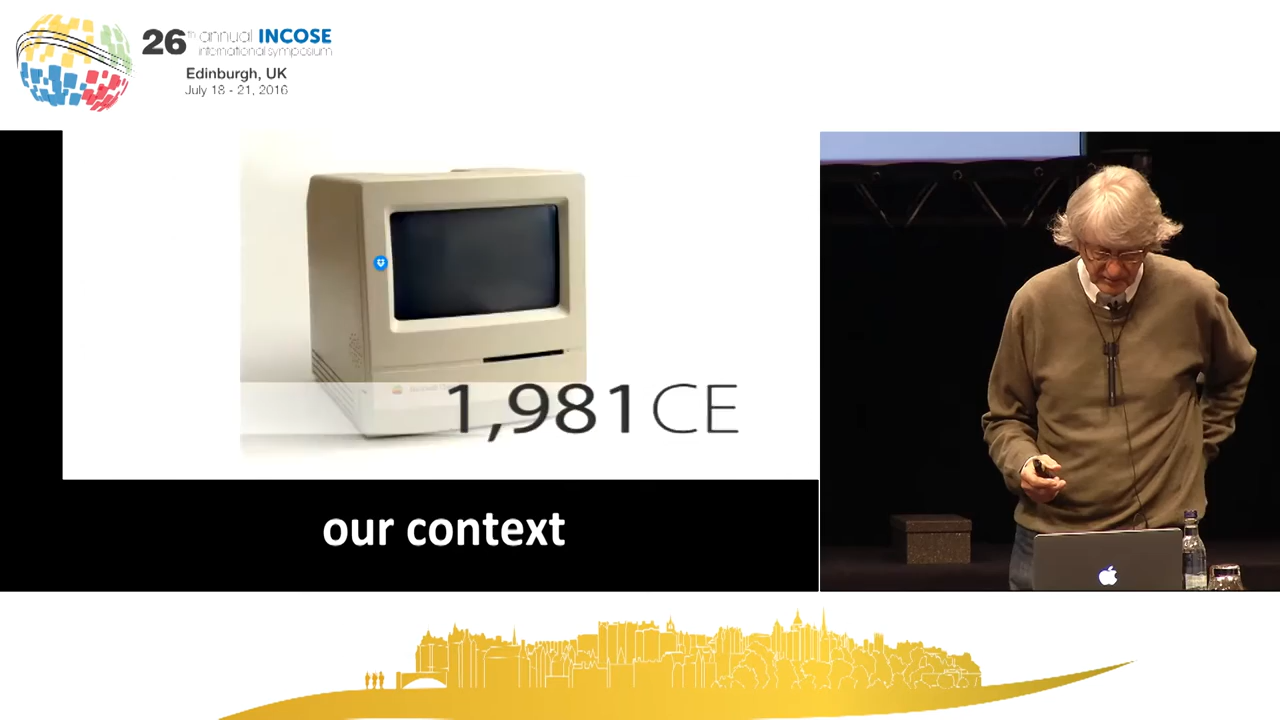 26th annual INCOSE
international symposium
Edinburgh, UK
July 18 - 21, 2016
1,981 CE
our context